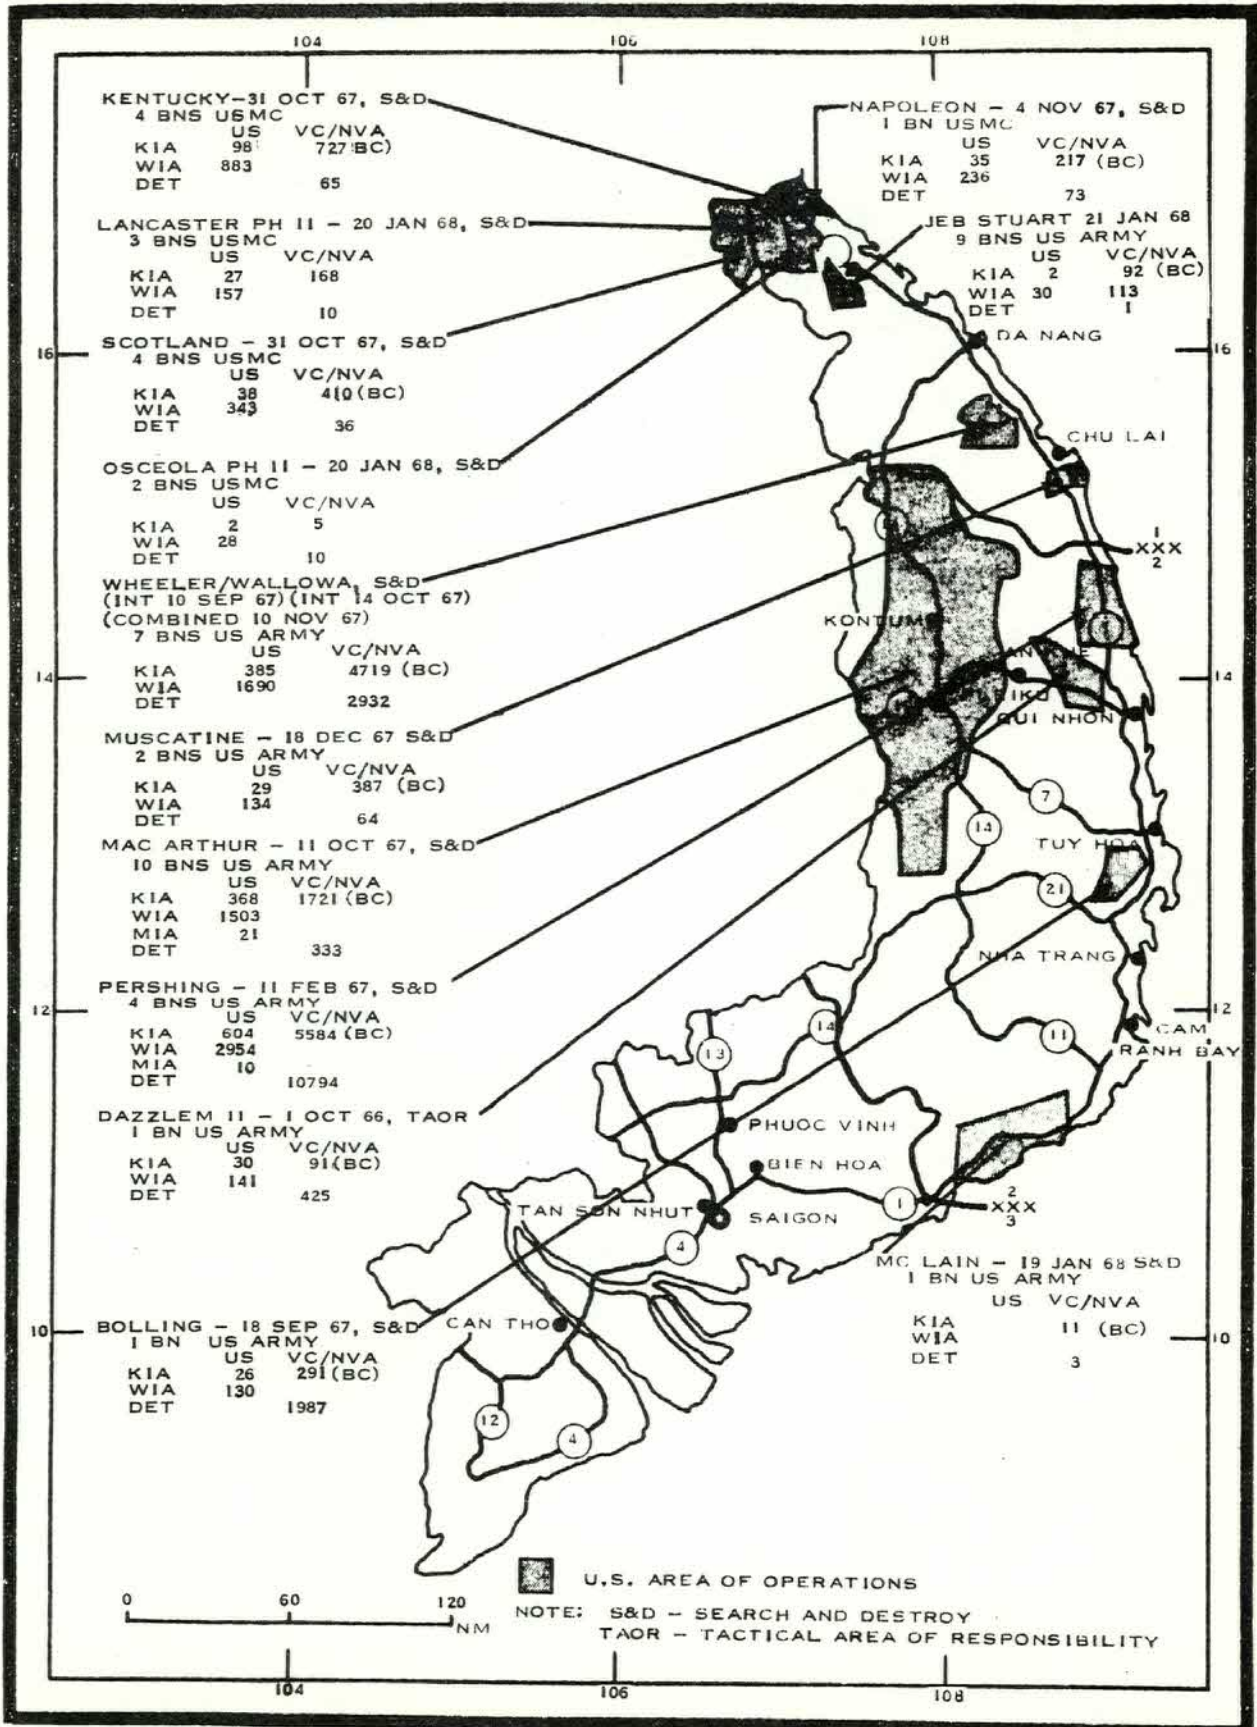 104 106 108
KENTUCKY-31 OCT 67, S&D
4 BNS USMC
US VC/NVA
KIA 98 727(BC)
WIA 883
DET 65
LANCASTER PH II - 20 JAN 68, S&D
3 BNS USMC
US VC/NVA
KIA 27 168
WIA 157
DET 10
SCOTLAND - 31 OCT 67, S&D
4 BNS USMC
US VC/NVA
KIA 38 410(BC)
WIA 343
DET 36
OSCEOLA PH II - 20 JAN 68, S&D
2 BNS USMC
US VC/NVA
KIA 2 5
WIA 28
DET 10
WHEELER/WALLOWA, S&D
(INT 10 SEP 67)(INT 14 OCT 67)
(COMBINED 10 NOV 67)
7 BNS US ARMY
US VC/NVA
KIA 385 4719 (BC)
WIA 1690
DET 2932
MUSCATINE - 18 DEC 67 S&D
2 BNS US ARMY
US VC/NVA
KIA 29 387 (BC)
WIA 134
DET 64
MAC ARTHUR - 11 OCT 67, S&D
10 BNS US ARMY
US VC/NVA
KIA 368 1721(BC)
WIA 1503
MIA 21
DET 333
PERSHING - 11 FEB 67, S&D
4 BNS US ARMY
US VC/NVA
KIA 604 5584(BC)
WIA 2954
MIA 10
DET 10794
DAZZLEM II - 1 OCT 66, TAOR
1 BN US ARMY
US VC/NVA
KIA 30 91(BC)
WIA 141
DET 425
BOLLING - 18 SEP 67, S&D
1 BN US ARMY
US VC/NVA
KIA 26 291(BC)
WIA 130
DET 1987
NAPOLEON - 4 NOV 67, S&D
1 BN USMC
US VC/NVA
KIA 35 217 (BC)
WIA 236
DET 73
JEB STUART 21 JAN 68
9 BNS US ARMY
US VC/NVA
KIA 2 92 (BC)
WIA 30 113
DET 1
16 16
DA NANG
CHU LAI
1
XXX
2
KONTUM
14 14
QUI NHON
7
14
TUY HOA
21
NHA TRANG
12 12
CAM
RANH BAY
11
14
13
PHUOC VINH
BIEN HOA
TAN SON NHUT
SAIGON
1
2
XXX
3
4
MC LAIN - 19 JAN 68 S&D
1 BN US ARMY
US VC/NVA
KIA 11 (BC)
WIA
DET 3
10 10
CAN THO
12
4
U.S. AREA OF OPERATIONS
NOTE: S&D - SEARCH AND DESTROY
TAOR - TACTICAL AREA OF RESPONSIBILITY
0 60 120
NM
104 106 108